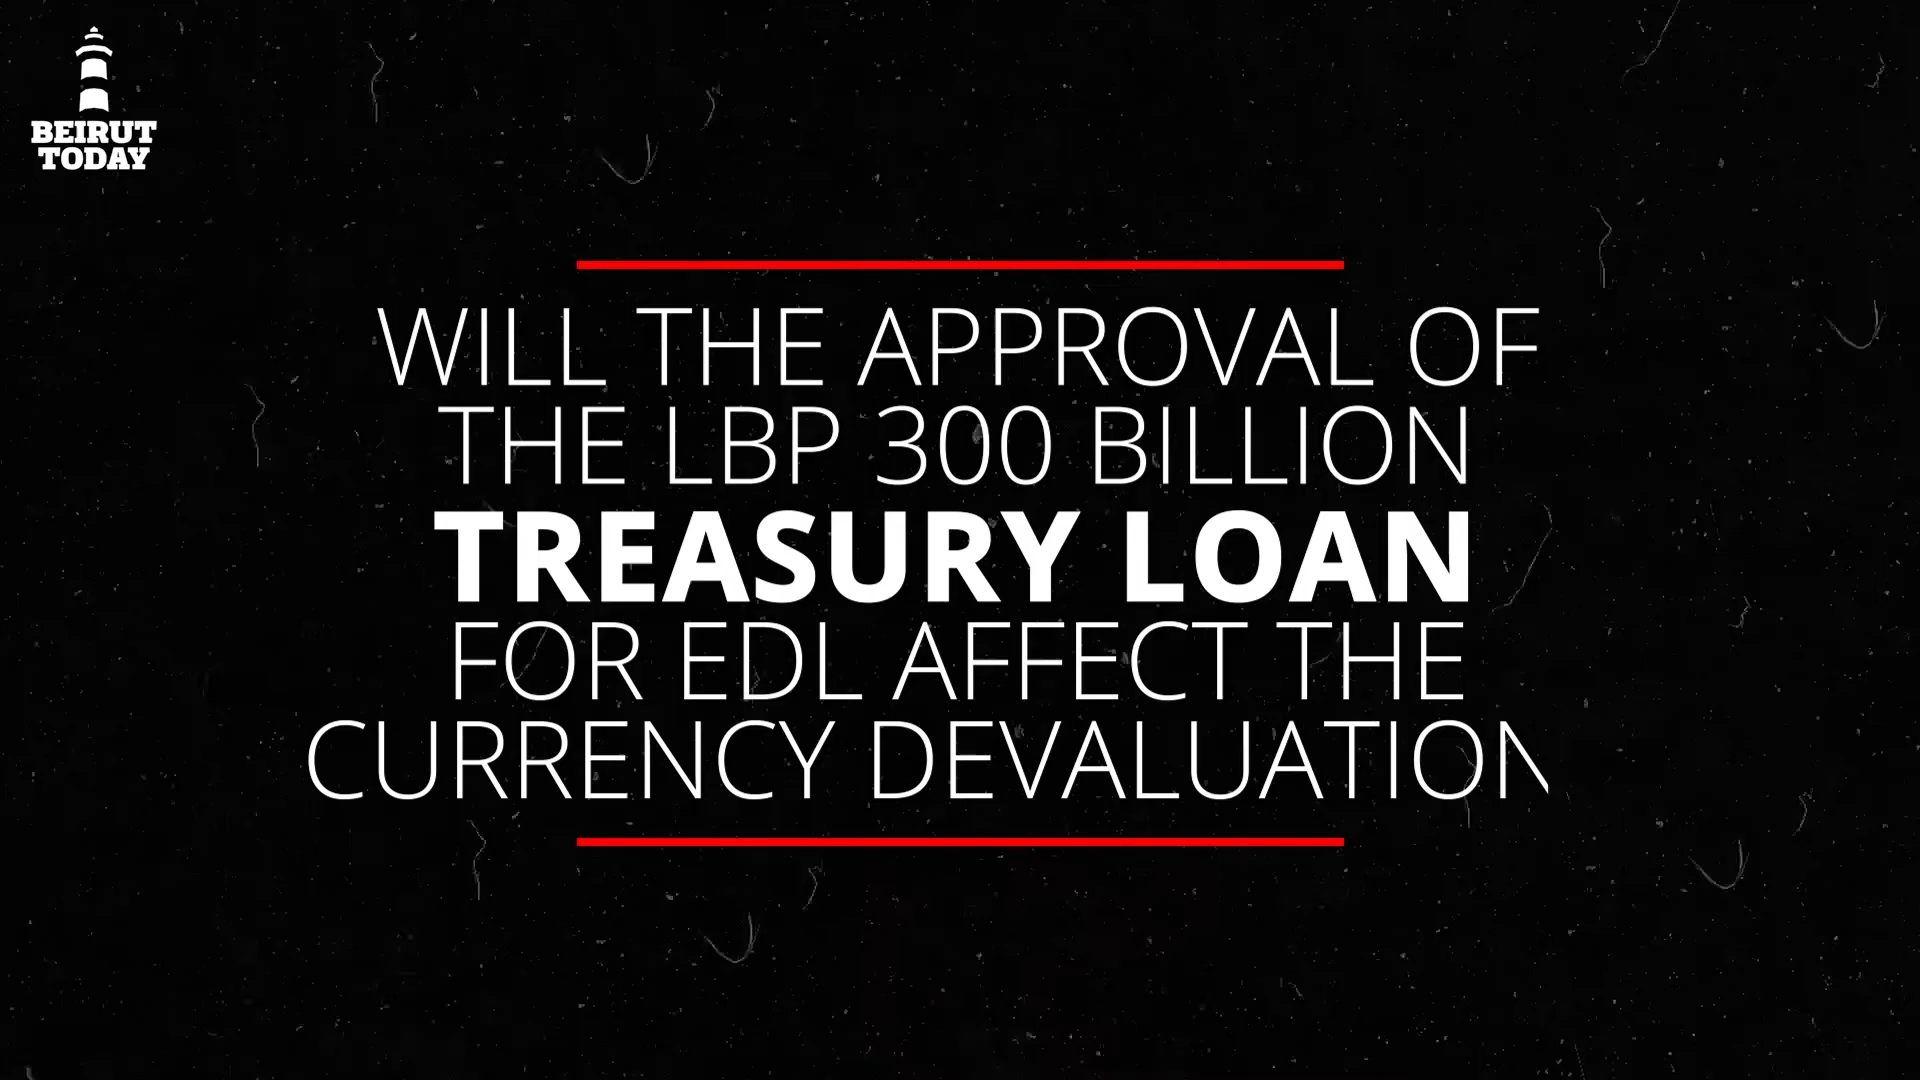 BEIRUT
TODAY
WILL THE APPROVAL OF
THE LBP 300 BILLION
TREASURY LOAN
FOR EDL AFFECT THE
CURRENCY DEVALUATION